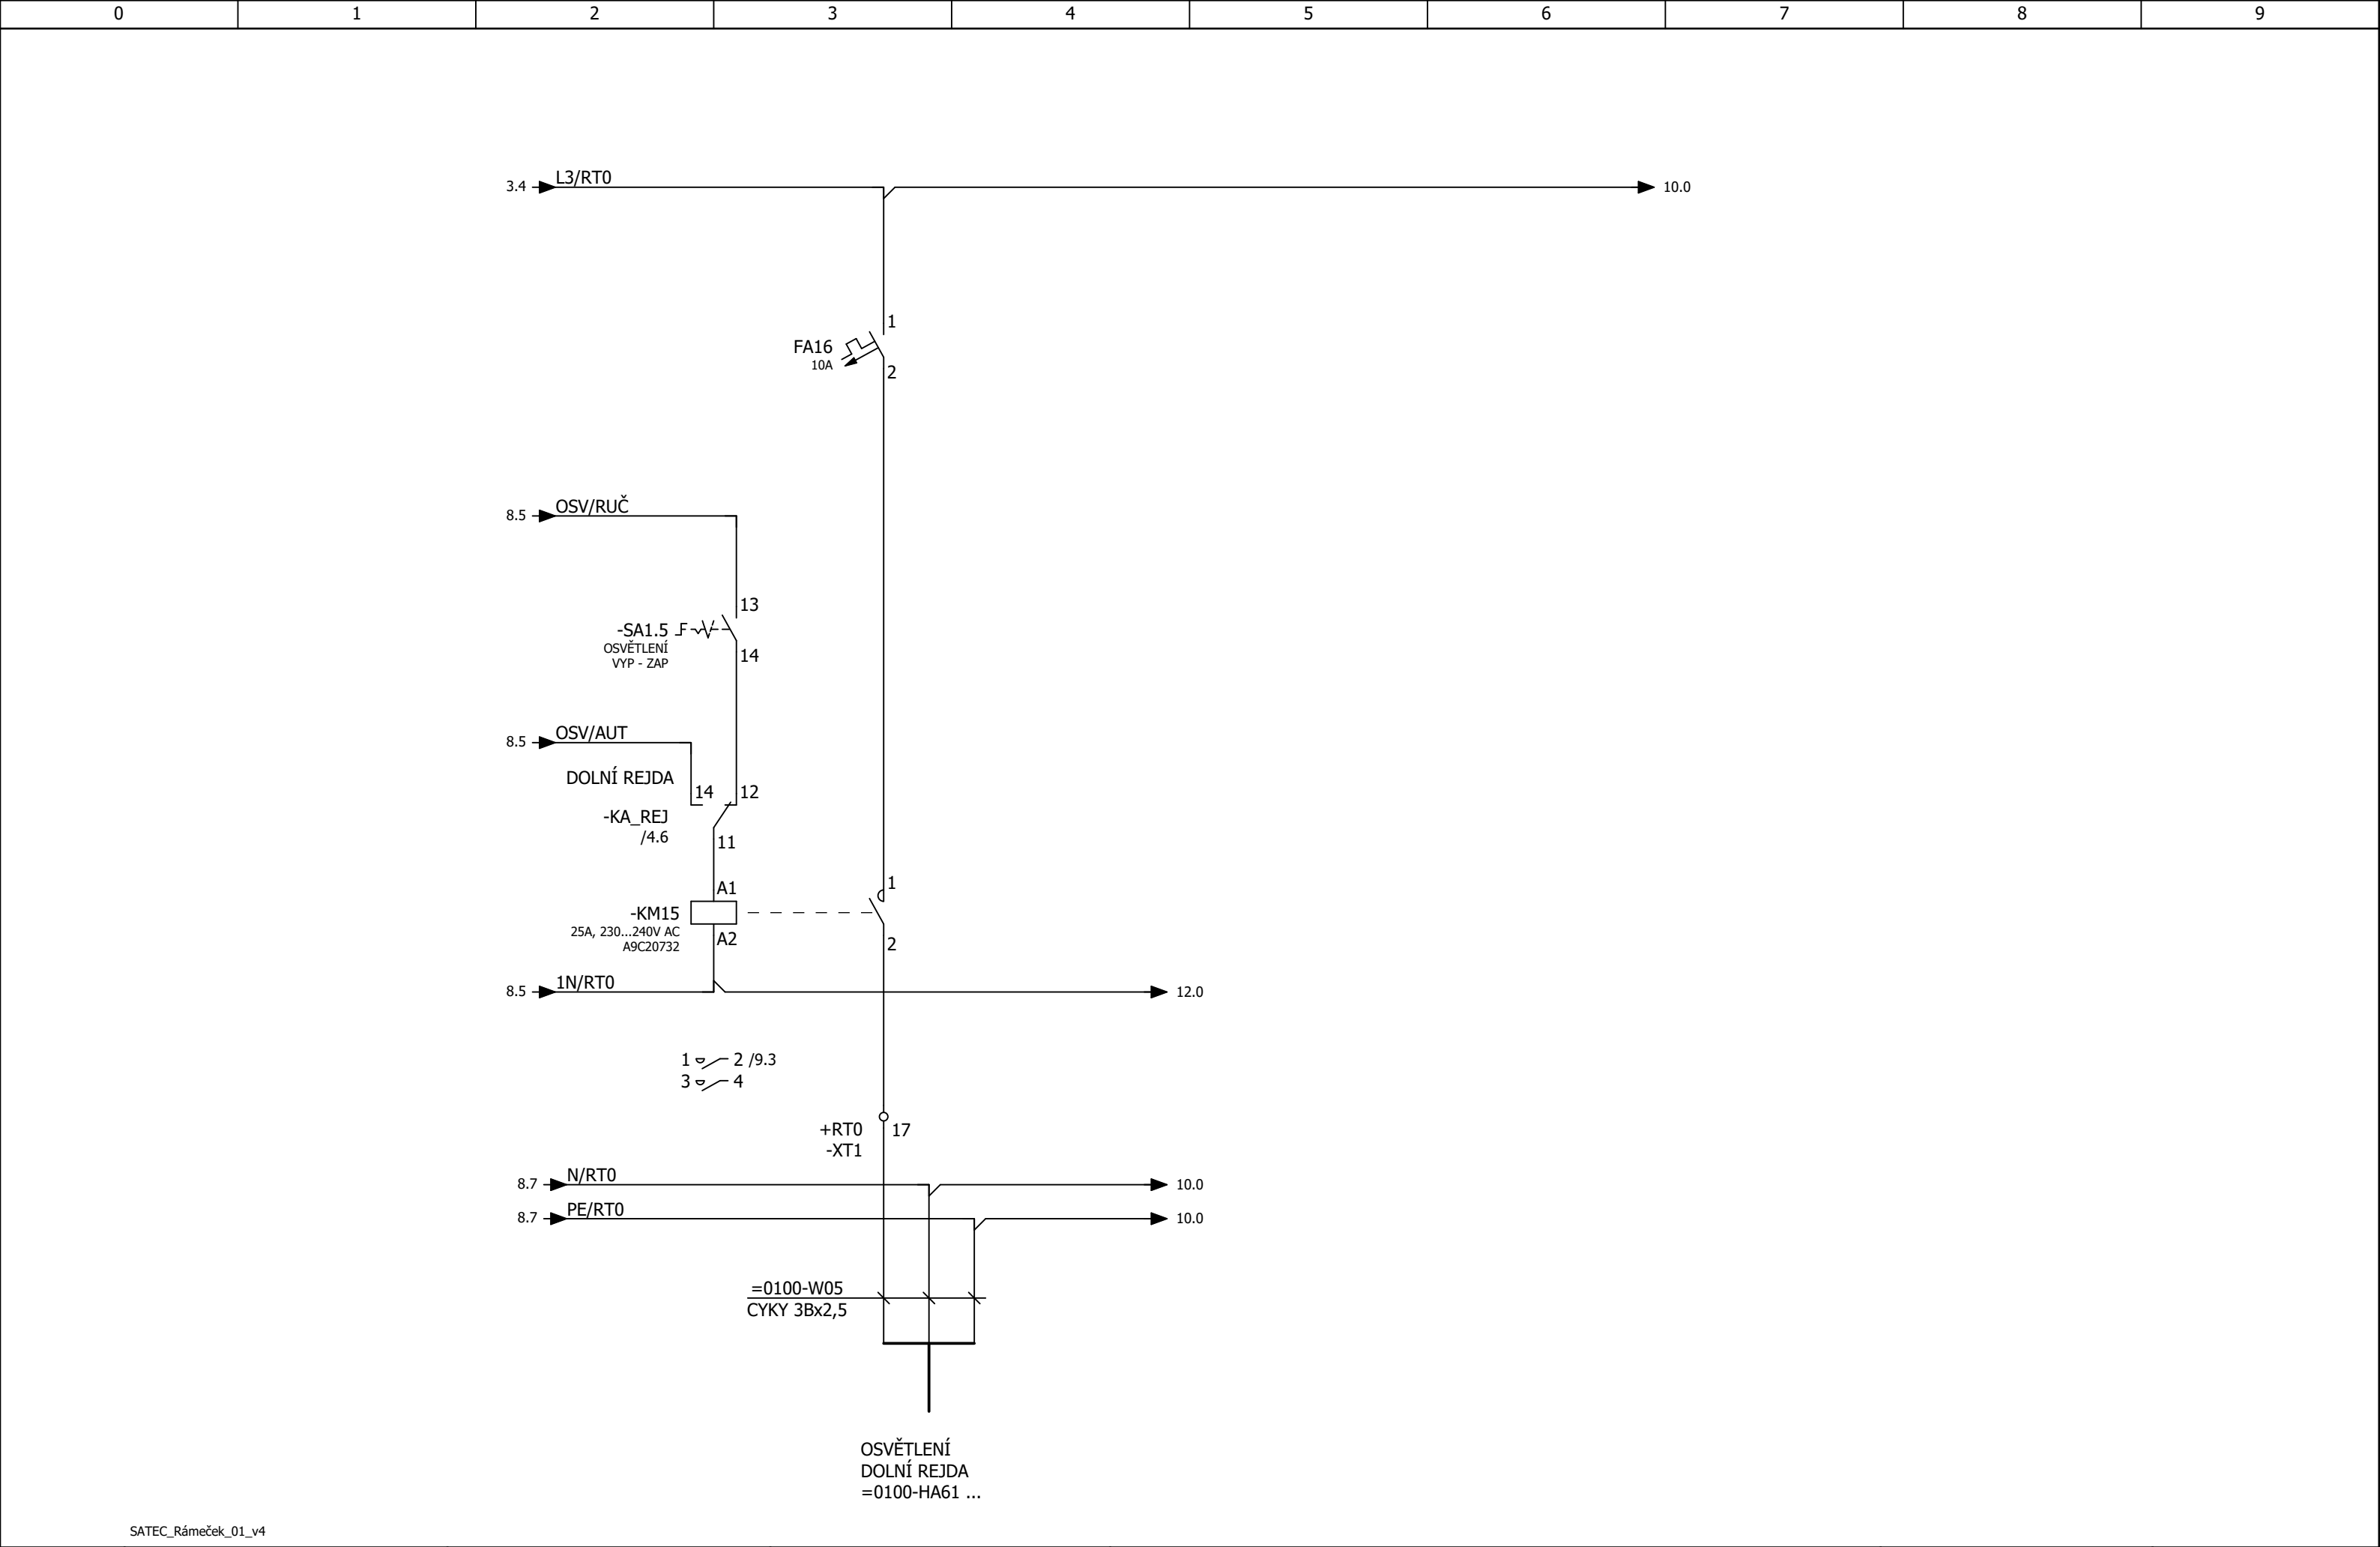 0 1 2 3 4 5 6 7 8 9
3.4 L3/RT0 10.0
1
FA16
10A
2
8.5 OSV/RUČ
13
-SA1.5
OSVĚTLENÍ
VYP - ZAP
14
8.5 OSV/AUT
DOLNÍ REJDA
14 12
-KA_REJ
/4.6
11
A1 1
-KM15
25A, 230...240V AC
A9C20732
A2 2
8.5 1N/RT0 12.0
1 2 /9.3
3 4
+RT0 17
-XT1
8.7 N/RT0 10.0
8.7 PE/RT0 10.0
=0100-W05
CYKY 3Bx2,5
OSVĚTLENÍ
DOLNÍ REJDA
=0100-HA61 ...
SATEC_Rámeček_01_v4